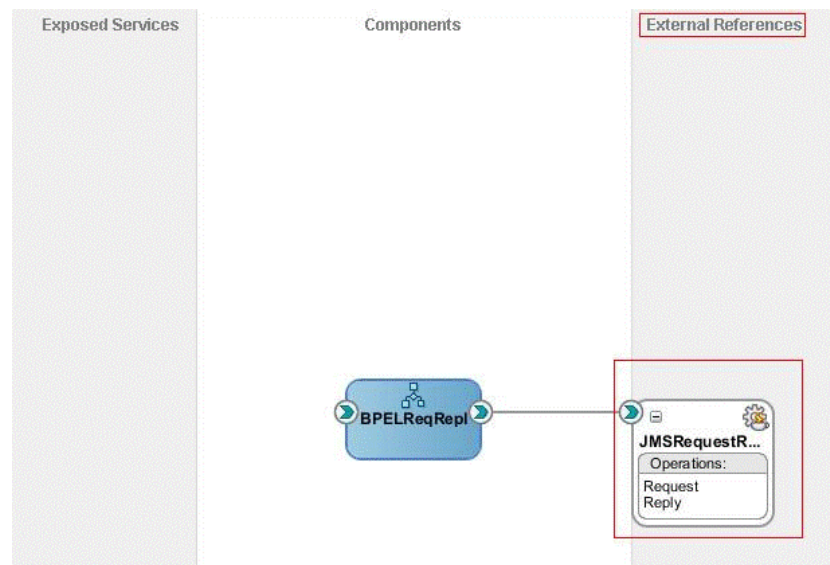 Exposed Services
Components
External References
BPELReqRepl
JMSRequestR...
Operations:
Request
Reply